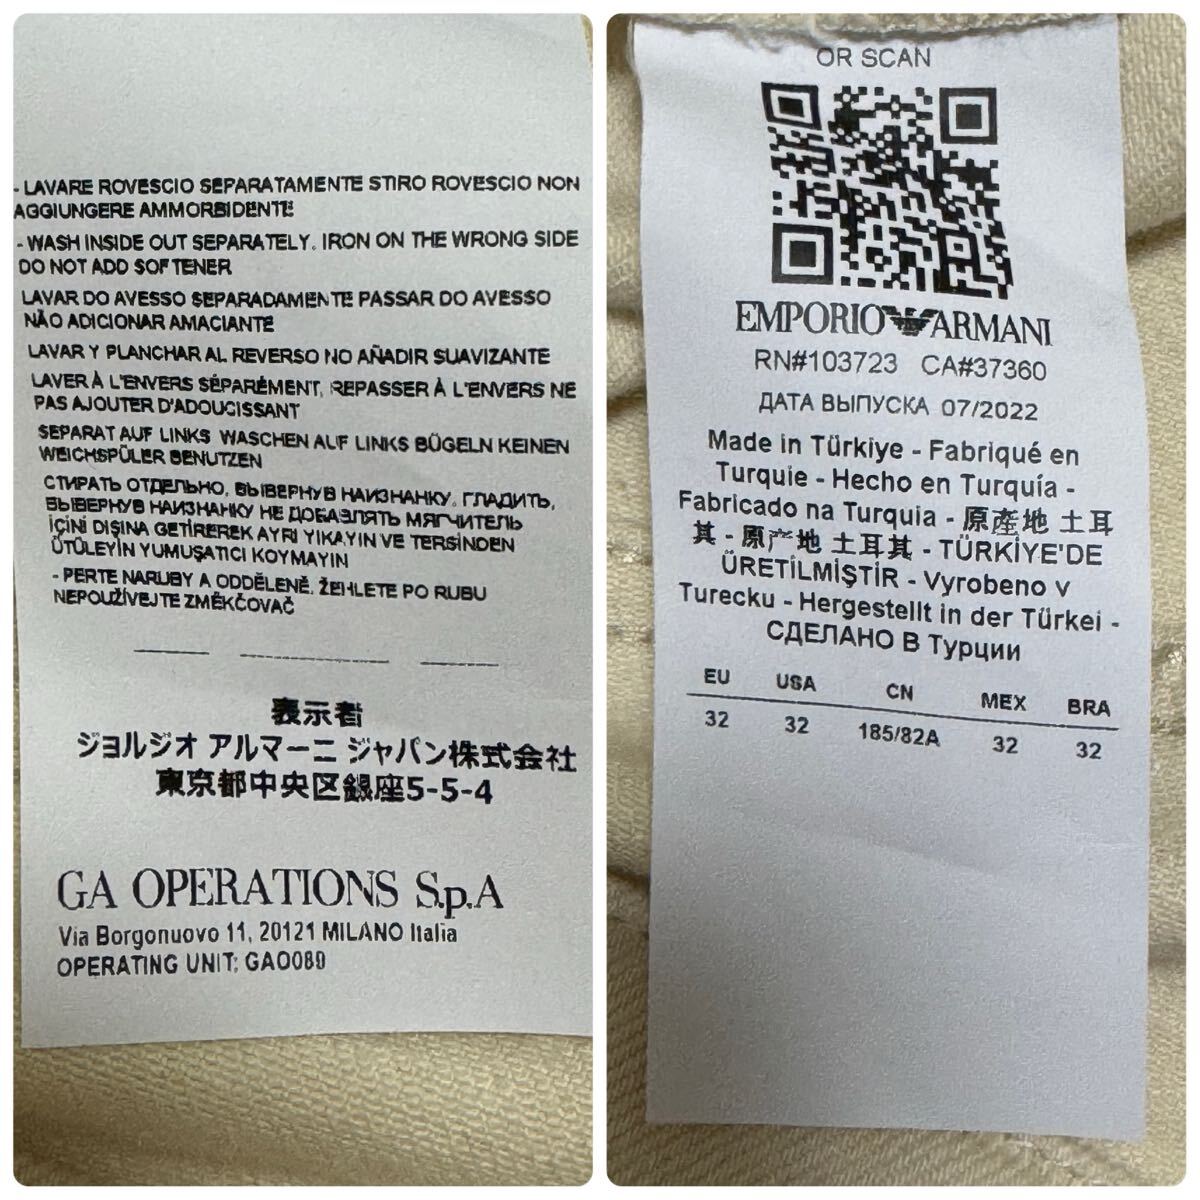 - LAVARE ROVESCIO SEPARATAMENTE STIRO ROVESCIO NON
AGGIUNGERE AMMORBIDENTE
- WASH INSIDE OUT SEPARATELY. IRON ON THE WRONG SIDE
DO NOT ADD SOFTENER
LAVAR DO AVESSO SEPARADAMENTE PASSAR DO AVESSO
NÃO ADICIONAR AMACIANTE
LAVAR Y PLANCHAR AL REVERSO NO AÑADIR SUAVIZANTE
LAVER À L'ENVERS SÉPARÉMENT, REPASSER À L'ENVERS NE
PAS AJOUTER D'ADOUCISSANT
SEPARAT AUF LINKS WASCHEN AUF LINKS BÜGELN KEINEN
WEICHSPÜLER BENUTZEN
СТИРАТЬ ОТДЕЛЬНО, ВЫВЕРНУВ НАИЗНАНКУ. ГЛАДИТЬ,
ВЫВЕРНУВ НАИЗНАНКУ НЕ ДОБАВЛЯТЬ МЯГЧИТЕЛЬ
İÇİNİ DIŞINA GETİREREK AYRI YIKAYIN VE TERSİNDEN
ÜTÜLEYİN YUMUŞATICI KOYMAYIN
- PERTE NARUBY A ODDĚLENĚ. ŽEHLETE PO RUBU
NEPOUŽÍVEJTE ZMĚKČOVAČ
表示者
ジョルジオ アルマーニ ジャパン株式会社
東京都中央区銀座5-5-4
GA OPERATIONS S.p.A
Via Borgonuovo 11, 20121 MILANO Italia
OPERATING UNIT: GAO080
OR SCAN
EMPORIO ARMANI
RN#103723 CA#37360
ДАТА ВЫПУСКА 07/2022
Made in Türkiye - Fabriqué en
Turquie - Hecho en Turquía -
Fabricado na Turquia - 原產地 土耳
其 - 原产地 土耳其 - TÜRKİYE'DE
ÜRETİLMİŞTİR - Vyrobeno v
Turecku - Hergestellt in der Türkei -
СДЕЛАНО В Турции
EU USA CN MEX BRA
32 32 185/82A 32 32